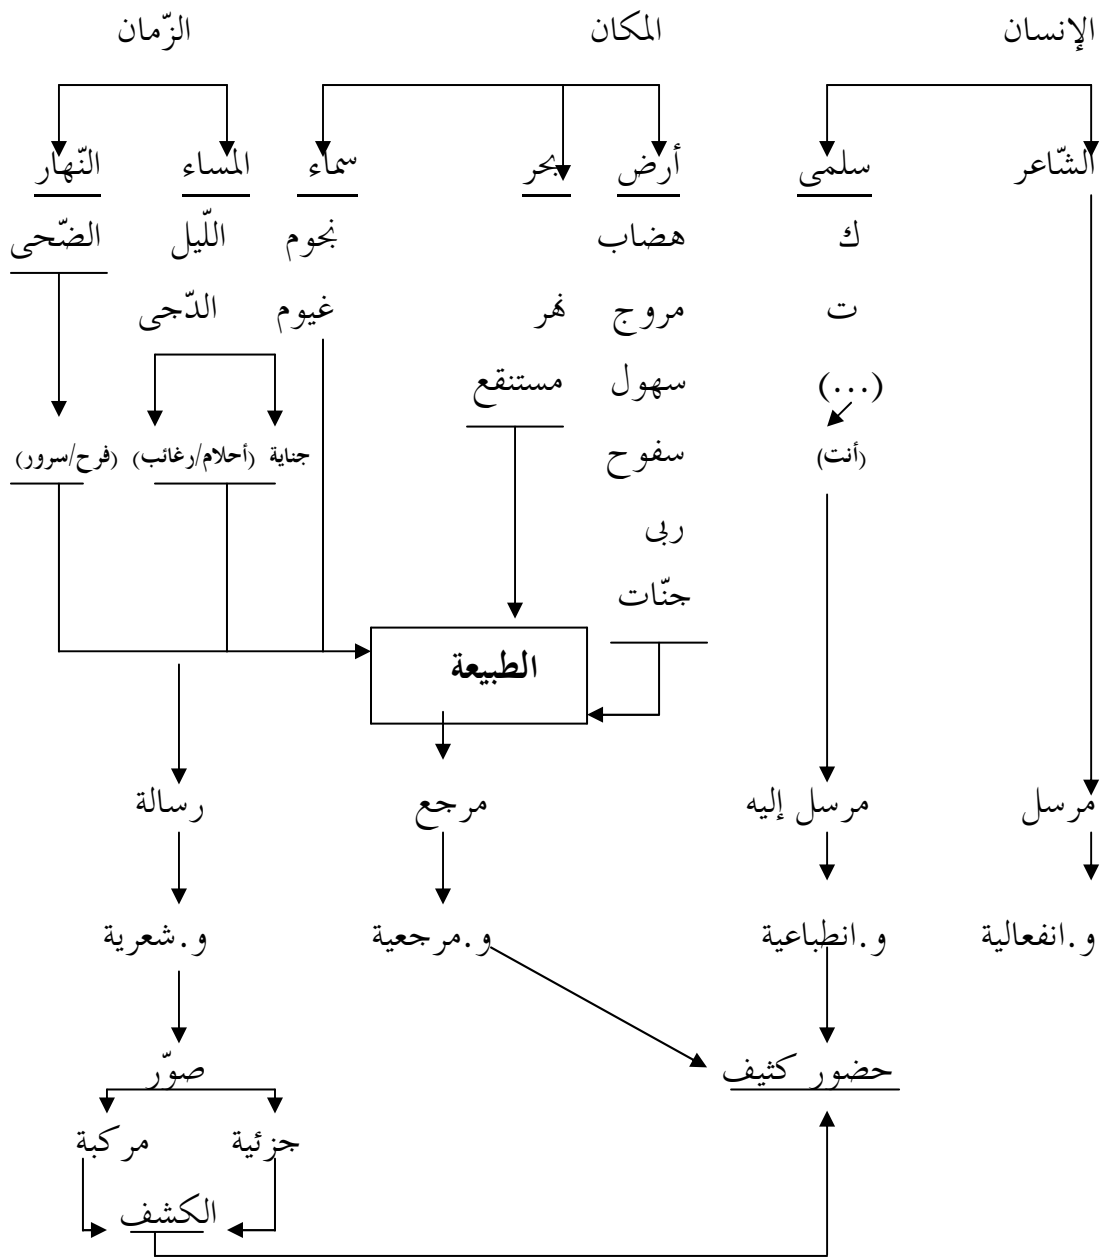 الإنسان المكان الزّمان
الشّاعر سلمى أرض بحر سماء المساء النّهار
ك هضاب نجوم اللّيل الضّحى
ت مروج نهر غيوم الدّجى
(...) سهول مستنقع
(أنت) سفوح جناية (أحلام/رغائب) (فرح/سرور)
ربى
جنّات
الطبيعة
مرسل مرسل إليه مرجع رسالة
و.انفعالية و.انطباعية و.مرجعية و.شعرية
حضور كثيف صوّر
جزئية مركبة
الكشف